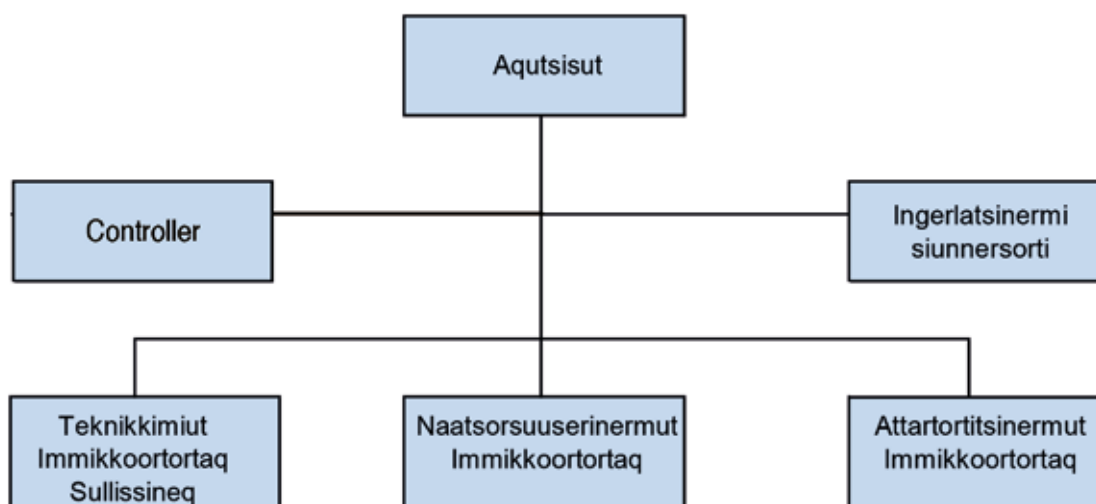 Aqutsisut
Controller
Ingerlatsinermi
siunnersorti
Teknikkimiut
Immikkoortortaq
Sullissineq
Naatsorsuuserinermut
Immikkoortortaq
Attartortitsinermut
Immikkoortortaq